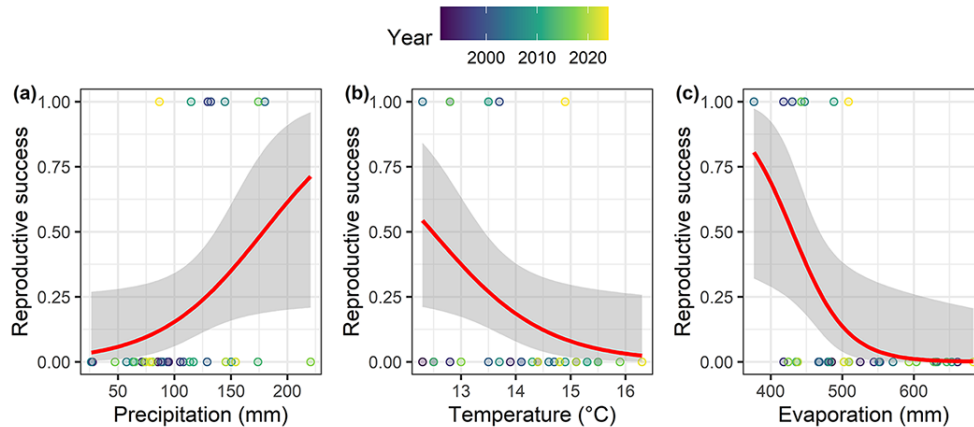 Year
2000 2010 2020
(a) (b) (c)
1.00 1.00 1.00
0.75 0.75 0.75
0.50 0.50 0.50
0.25 0.25 0.25
0.00 0.00 0.00
Reproductive success Reproductive success Reproductive success
50 100 150 200 13 14 15 16 400 500 600
Precipitation (mm) Temperature (°C) Evaporation (mm)